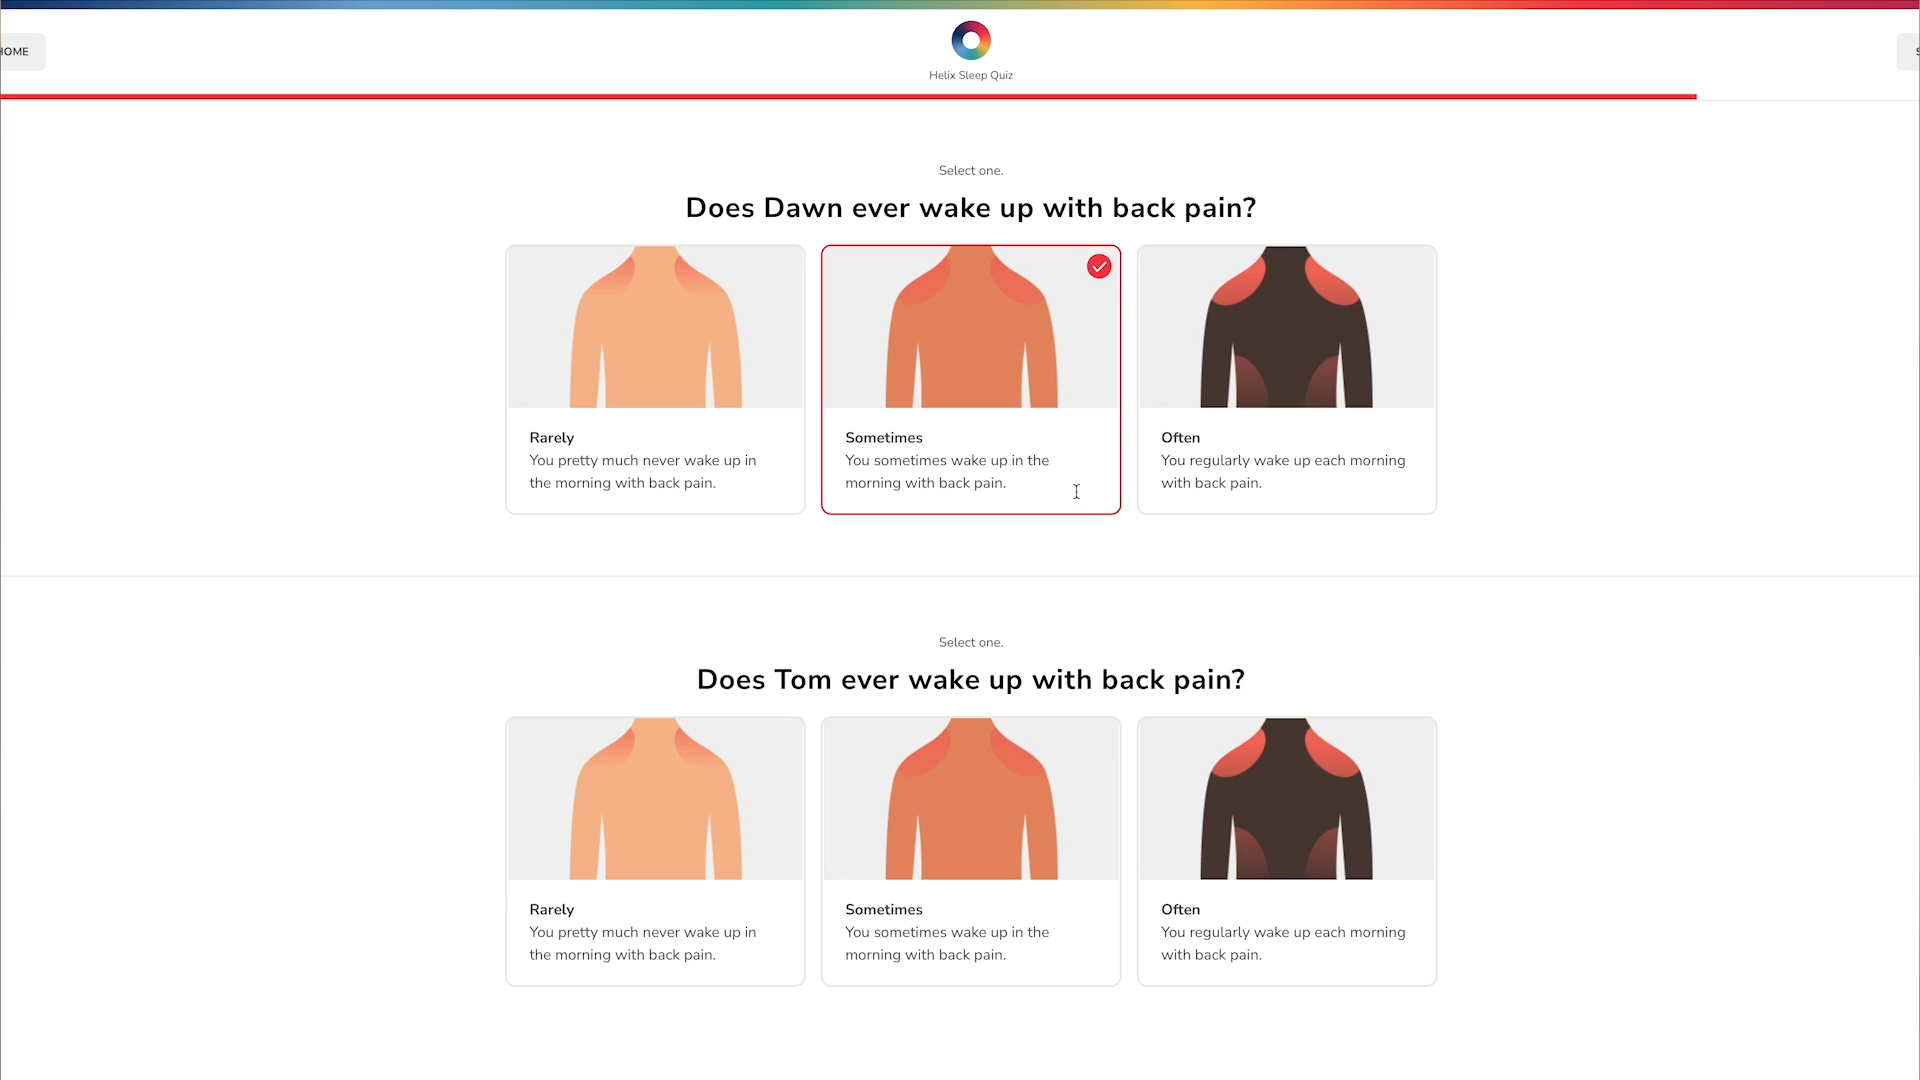 HOME
Helix Sleep Quiz
Select one.
Does Dawn ever wake up with back pain?
Rarely
You pretty much never wake up in
the morning with back pain.
Sometimes
You sometimes wake up in the
morning with back pain.
Often
You regularly wake up each morning
with back pain.
Select one.
Does Tom ever wake up with back pain?
Rarely
You pretty much never wake up in
the morning with back pain.
Sometimes
You sometimes wake up in the
morning with back pain.
Often
You regularly wake up each morning
with back pain.